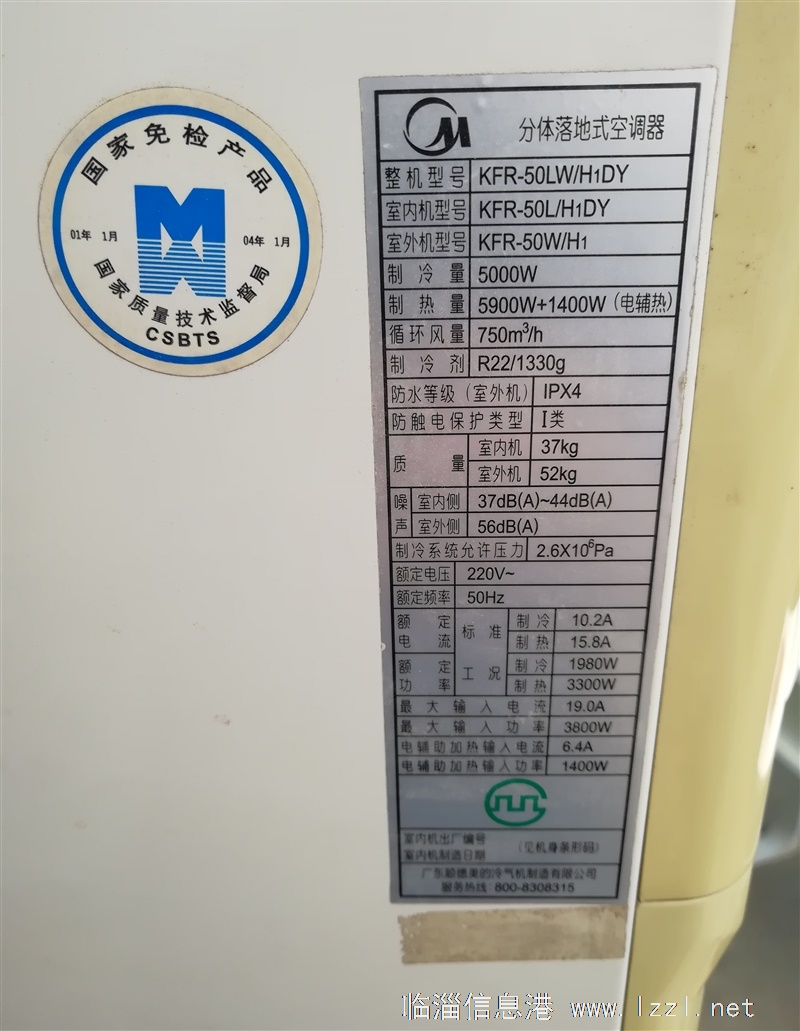 国家免检产品
01年 1月
04年 1月
国家质量技术监督局
CSBTS
分体落地式空调器
整机型号 KFR-50LW/H1DY
室内机型号 KFR-50L/H1DY
室外机型号 KFR-50W/H1
制冷量 5000W
制热量 5900W+1400W(电辅热)
循环风量 750m³/h
制冷剂 R22/1330g
防水等级(室外机) IPX4
防触电保护类型 I类
质量 室内机 37kg
室外机 52kg
噪声 室内侧 37dB(A)~44dB(A)
室外侧 56dB(A)
制冷系统允许压力 2.6X10⁶Pa
额定电压 220V~
额定频率 50Hz
额定电流 标准工况 制冷 10.2A
制热 15.8A
额定功率 制冷 1980W
制热 3300W
最大输入电流 19.0A
最大输入功率 3800W
电辅助加热输入电流 6.4A
电辅助加热输入功率 1400W
室内机出厂编号
室内机制造日期
(见机身条形码)
广东顺德美的冷气机制造有限公司
服务热线 800-8308315
临淄信息港 www.lzzl.net